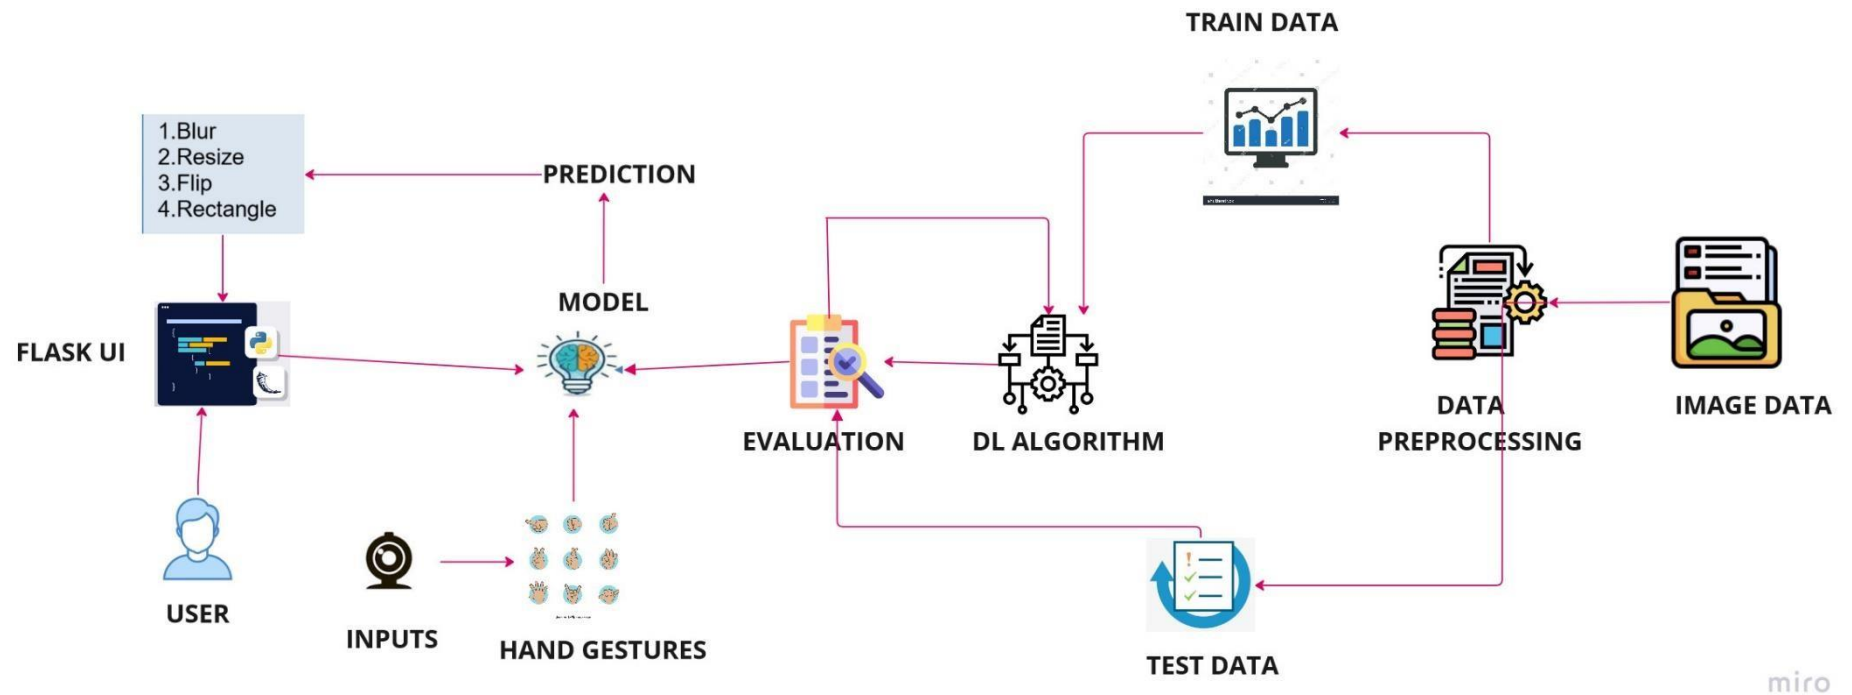 TRAIN DATA
1.Blur
2.Resize
3.Flip
4.Rectangle
PREDICTION
MODEL
FLASK UI
EVALUATION
DL ALGORITHM
DATA
PREPROCESSING
IMAGE DATA
USER
INPUTS
HAND GESTURES
TEST DATA
miro